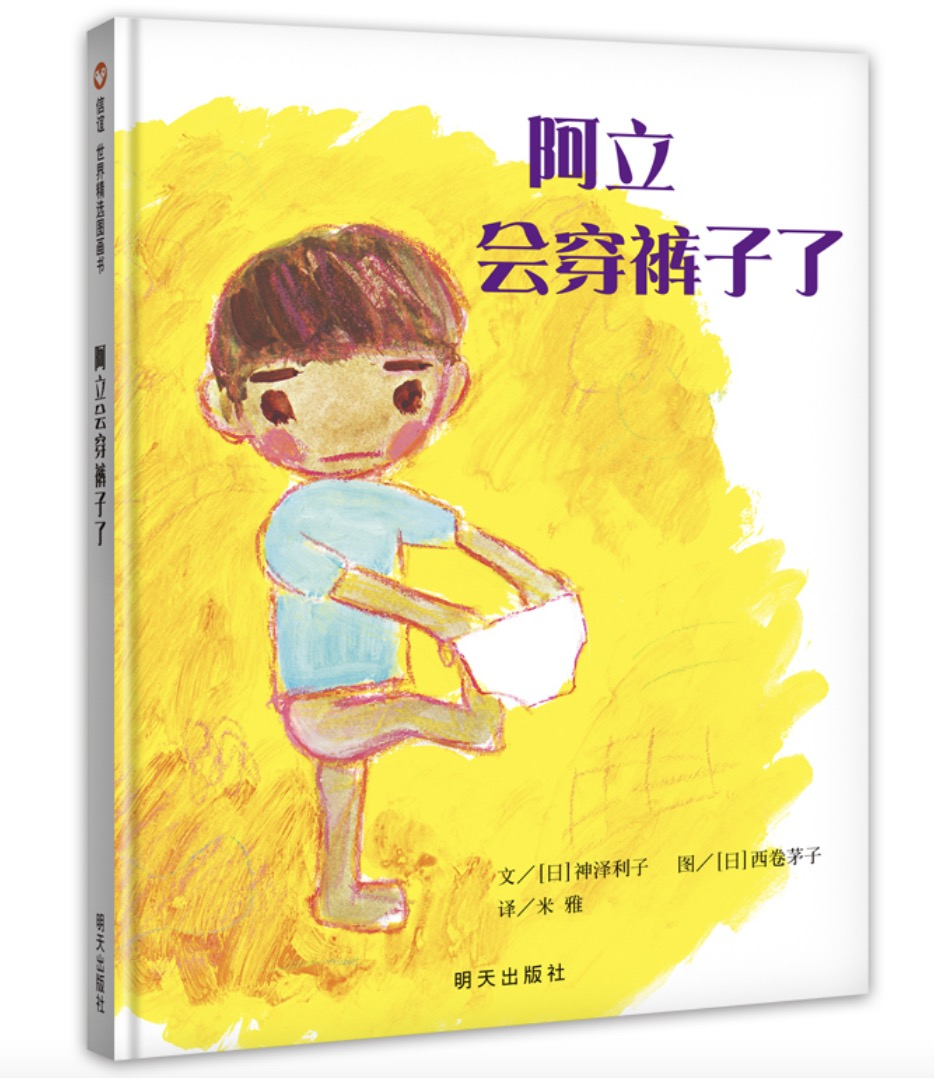 阿立
会穿裤子了
文／[日]神泽利子 图／[日]西卷茅子
译／米 雅
明天出版社
信谊 世界精选图画书
阿立会穿裤子了
明天出版社